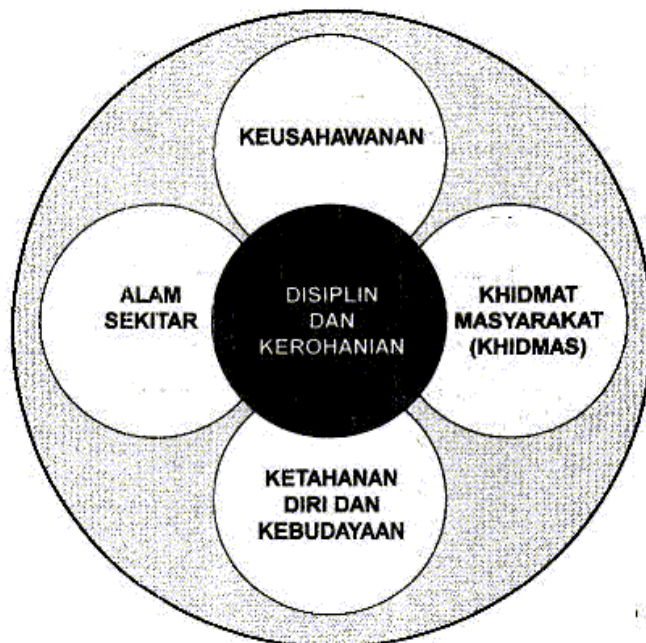 KEUSAHAWANAN
ALAM
SEKITAR
DISIPLIN
DAN
KEROHANIAN
KHIDMAT
MASYARAKAT
(KHIDMAS)
KETAHANAN
DIRI DAN
KEBUDAYAAN